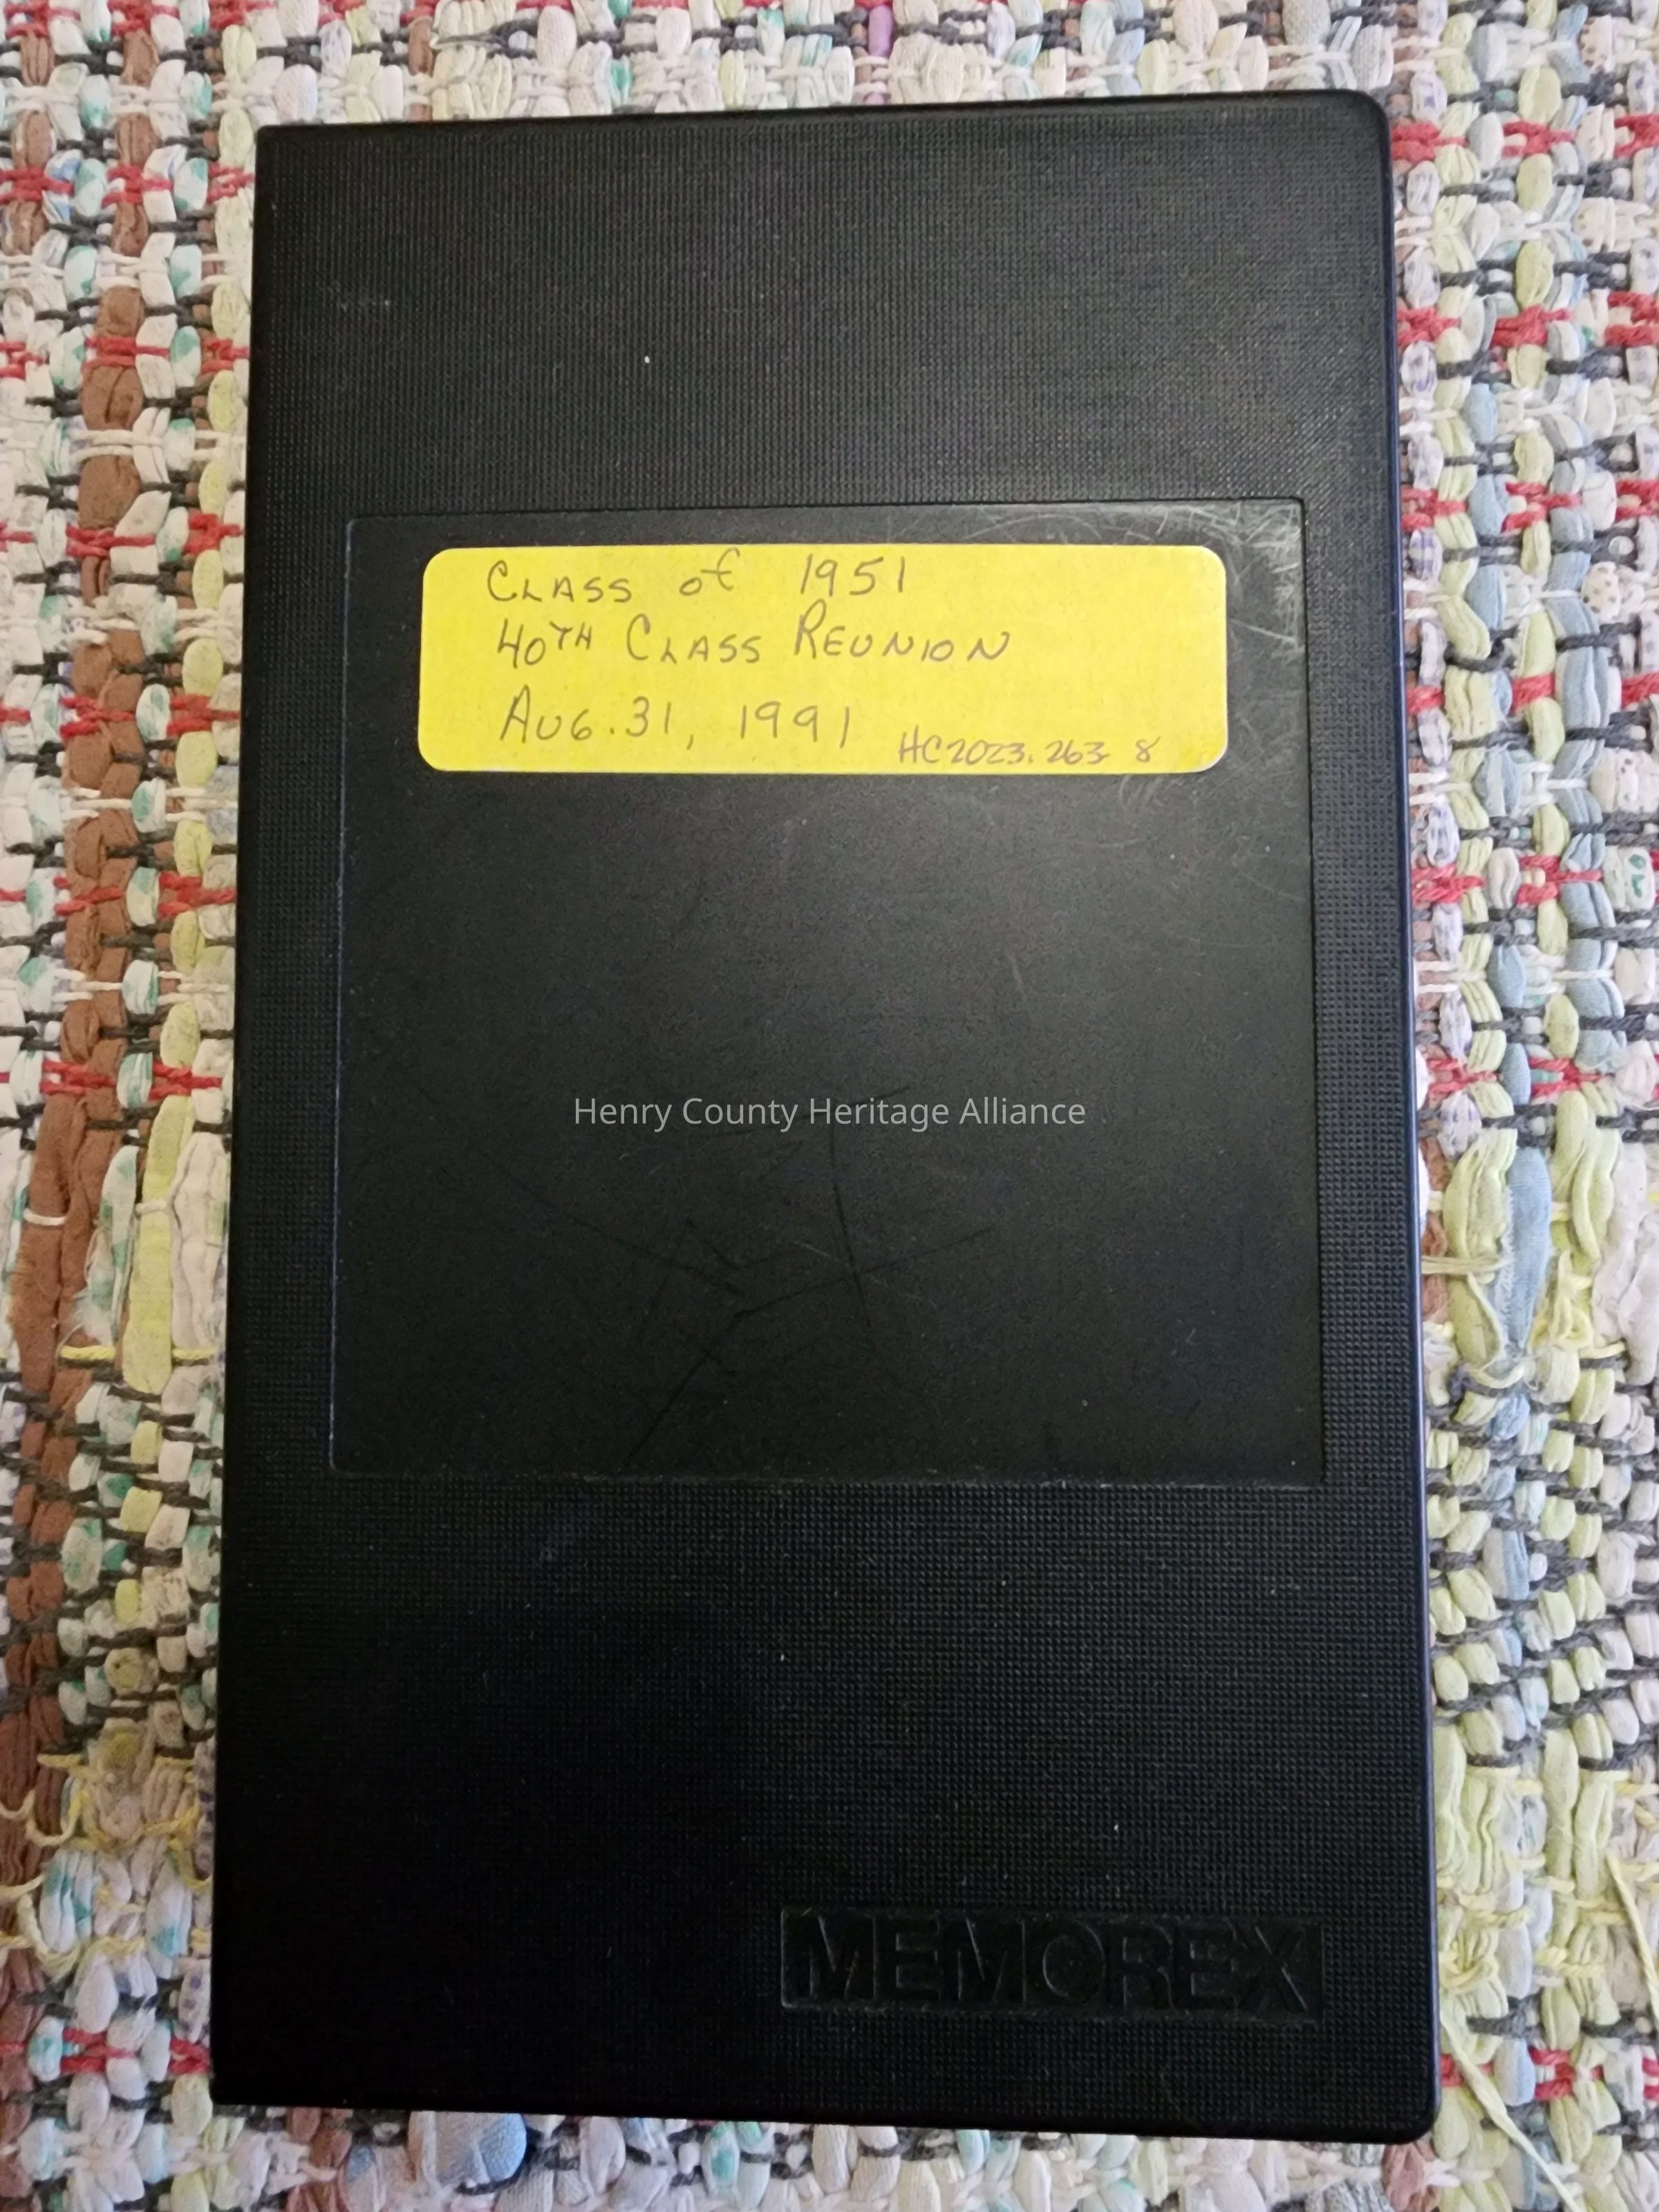 CLASS of 1951
40TH CLASS REUNION
AUG. 31, 1991
HC2023.263 8
Henry County Heritage Alliance
MEMOREX